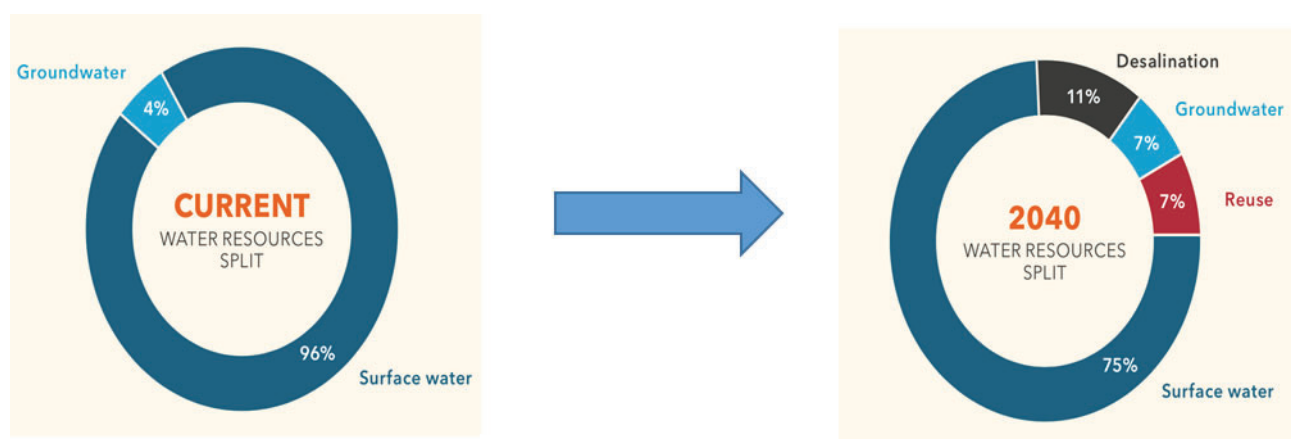 Groundwater
4%
CURRENT
WATER RESOURCES
SPLIT
96%
Surface water
Desalination
11%
Groundwater
7%
7%
Reuse
2040
WATER RESOURCES
SPLIT
75%
Surface water